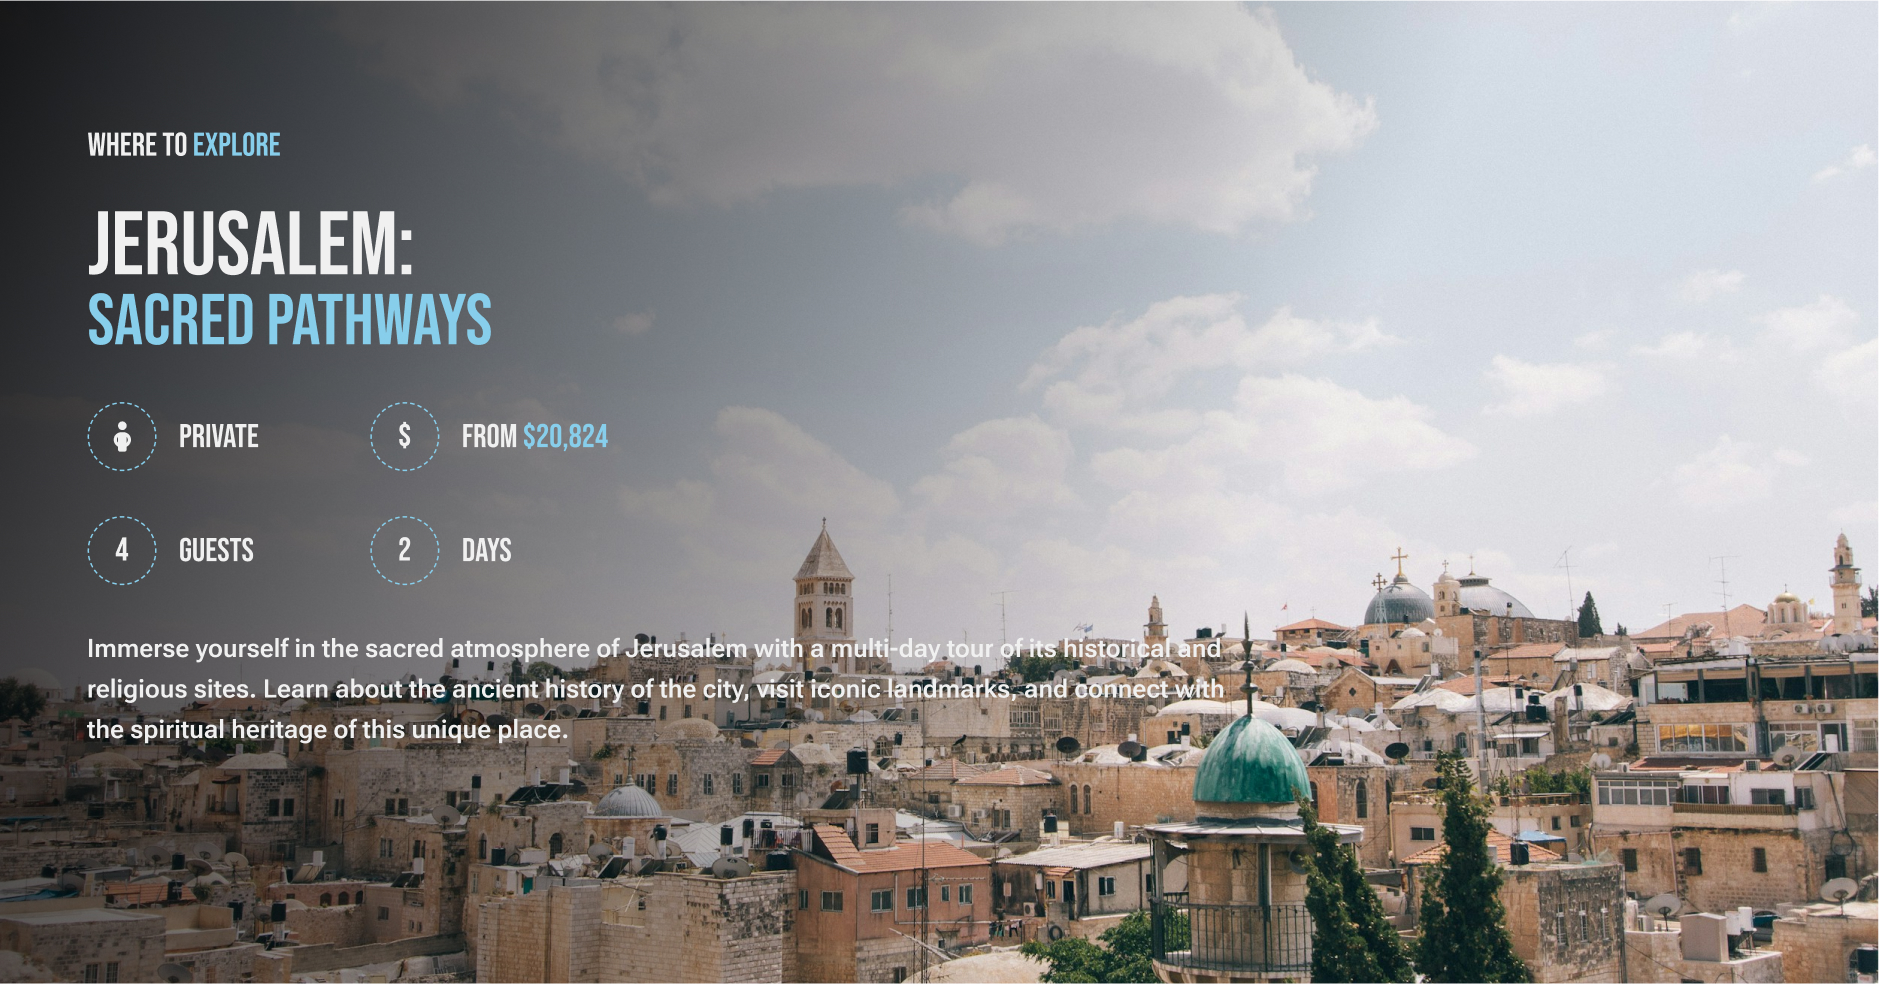 WHERE TO EXPLORE
JERUSALEM:
SACRED PATHWAYS
PRIVATE
$ FROM $20,824
4 GUESTS
2 DAYS
Immerse yourself in the sacred atmosphere of Jerusalem with a multi-day tour of its historical and
religious sites. Learn about the ancient history of the city, visit iconic landmarks, and connect with
the spiritual heritage of this unique place.